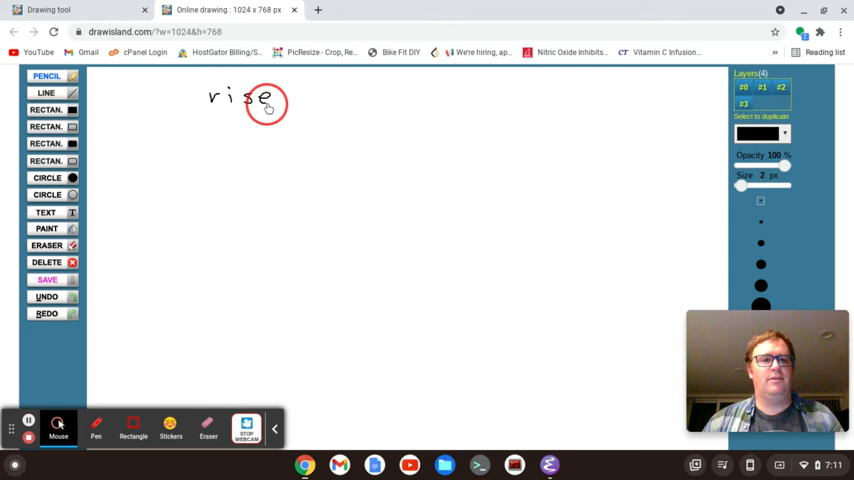 Drawing tool
Online drawing : 1024 x 768 px
drawisland.com/?w=1024&h=768
YouTube Gmail cPanel Login HostGator Billing/S... PicResize - Crop, Re... Bike Fit DIY We're hiring, ap... Nitric Oxide Inhibits... CT Vitamin C Infusion... » Reading list
PENCIL
LINE
RECTAN.
RECTAN.
RECTAN.
RECTAN.
CIRCLE
CIRCLE
TEXT T
PAINT
ERASER
DELETE
SAVE
UNDO
REDO
rise
Layers(4)
#0 #1 #2
#3
Select to duplicate
Opacity 100 %
Size 2 px
Mouse
Pen
Rectangle
Stickers
Eraser
STOP WEBCAM
7:11